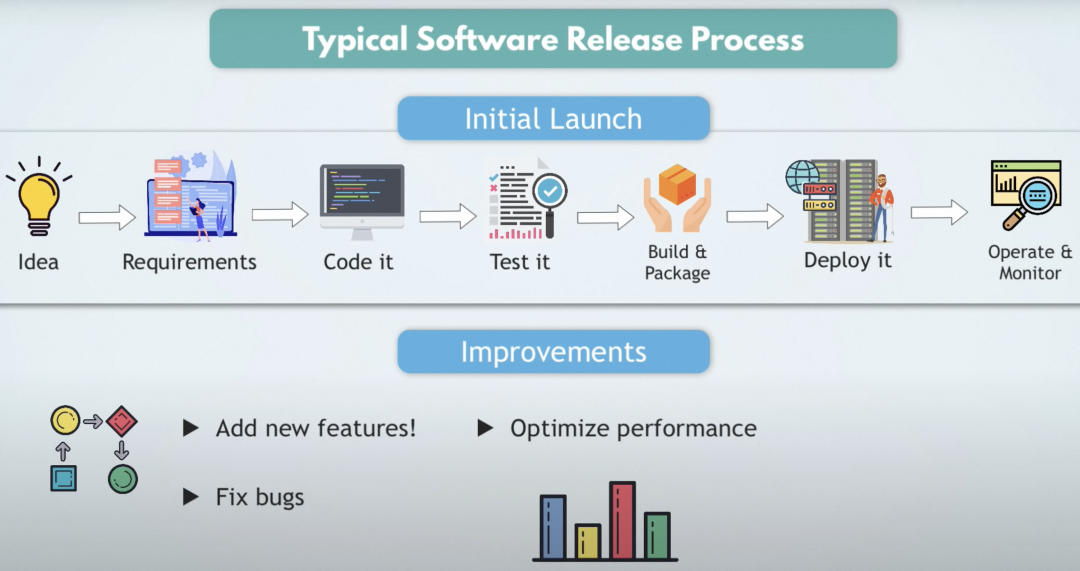 Typical Software Release Process
Initial Launch
Idea
Requirements
Code it
Test it
Build &
Package
Deploy it
Operate &
Monitor
Improvements
▶ Add new features!
▶ Optimize performance
▶ Fix bugs